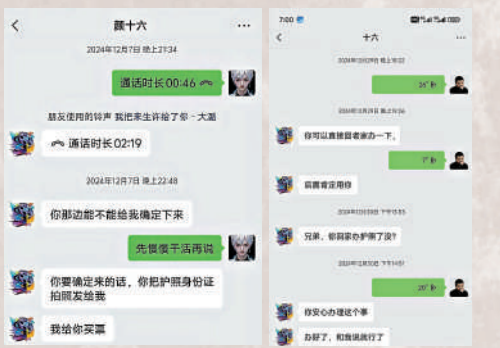 颜十六
2024年12月7日 晚上21:34
通话时长00:46
朋友使用的铃声 我把来生许给了你 - 大潞
通话时长02:19
2024年12月7日 晚上22:48
你那边能不能给我确定下来
先慢慢干活再说
你要确定来的话，你把护照身份证
拍照发给我
我给你买票
7:00
十六
你可以直接回老家办一下，
7"
后面肯定用你
兄弟，你回家办护照了没?
你安心办理这个事
办好了，和我说就行了